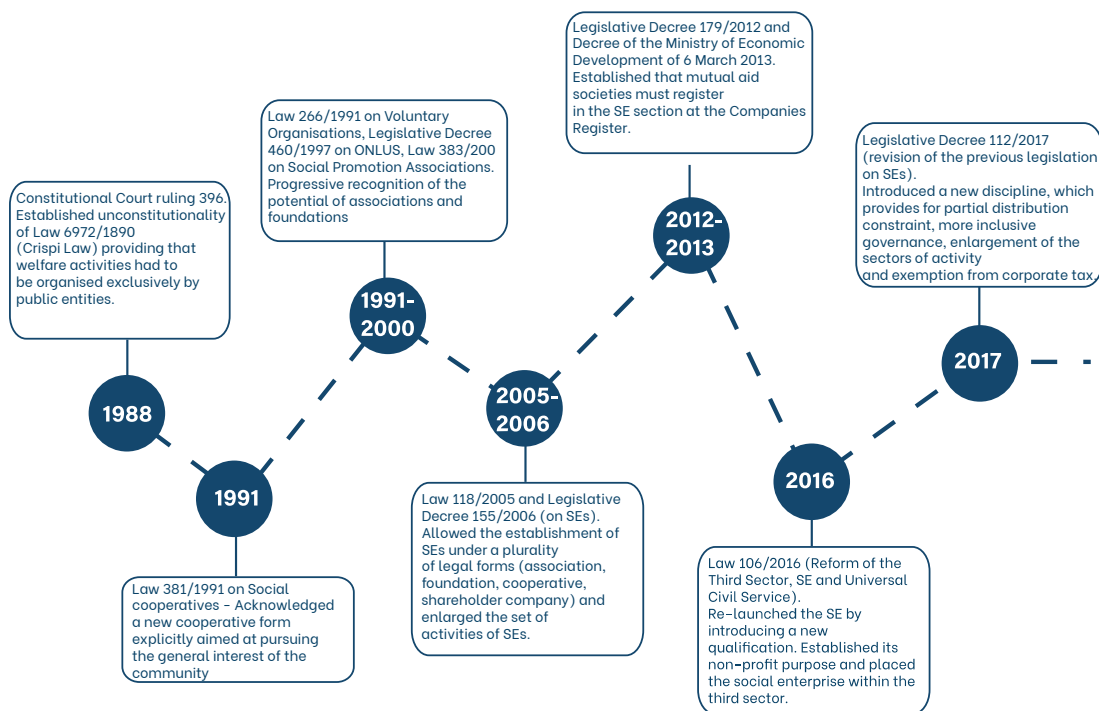 Constitutional Court ruling 396.
Established unconstitutionality
of Law 6972/1890
(Crispi Law) providing that
welfare activities had to
be organised exclusively by
public entities.
1988
1991
Law 381/1991 on Social
cooperatives - Acknowledged
a new cooperative form
explicitly aimed at pursuing
the general interest of the
community
Law 266/1991 on Voluntary
Organisations, Legislative Decree
460/1997 on ONLUS, Law 383/200
on Social Promotion Associations.
Progressive recognition of the
potential of associations and
foundations
1991-
2000
2005-
2006
Law 118/2005 and Legislative
Decree 155/2006 (on SEs).
Allowed the establishment of
SEs under a plurality
of legal forms (association,
foundation, cooperative,
shareholder company) and
enlarged the set of
activities of SEs.
Legislative Decree 179/2012 and
Decree of the Ministry of Economic
Development of 6 March 2013.
Established that mutual aid
societies must register
in the SE section at the Companies
Register.
2012-
2013
2016
Law 106/2016 (Reform of the
Third Sector, SE and Universal
Civil Service).
Re-launched the SE by
introducing a new
qualification. Established its
non-profit purpose and placed
the social enterprise within the
third sector.
Legislative Decree 112/2017
(revision of the previous legislation
on SEs).
Introduced a new discipline, which
provides for partial distribution
constraint, more inclusive
governance, enlargement of the
sectors of activity
and exemption from corporate tax.
2017